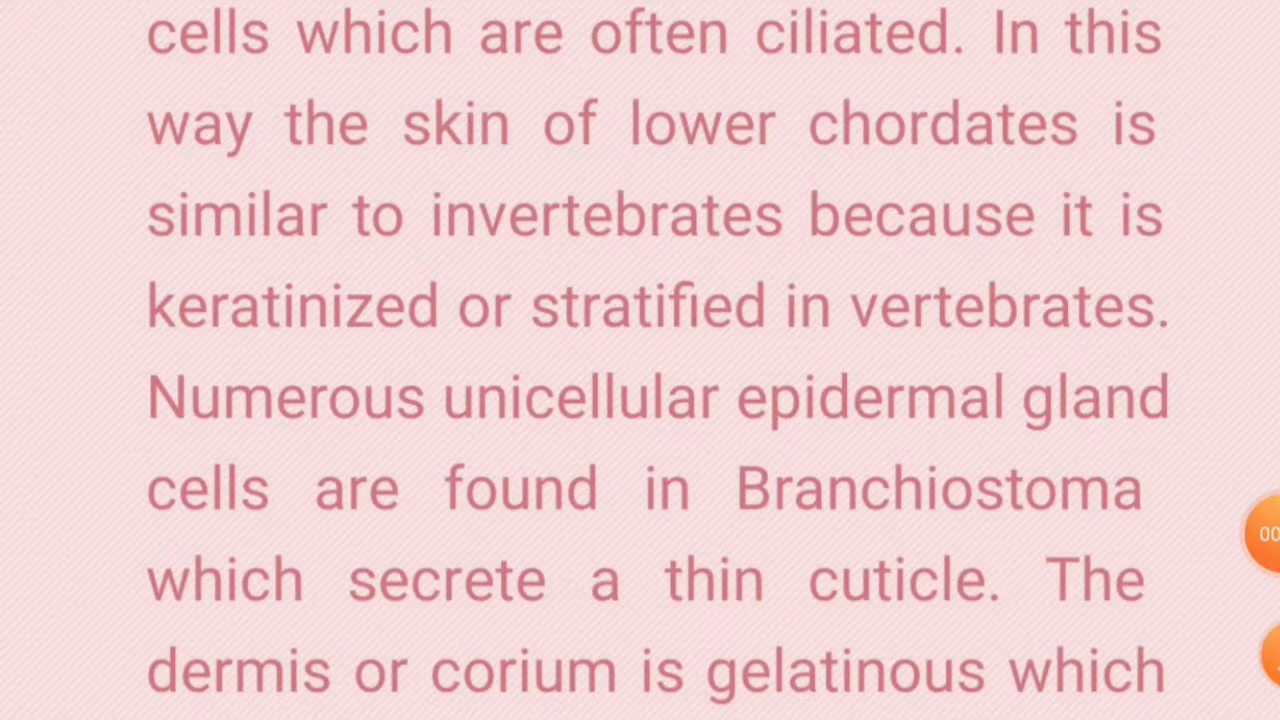 cells which are often ciliated. In this
way the skin of lower chordates is
similar to invertebrates because it is
keratinized or stratified in vertebrates.
Numerous unicellular epidermal gland
cells are found in Branchiostoma
which secrete a thin cuticle. The
dermis or corium is gelatinous which
00